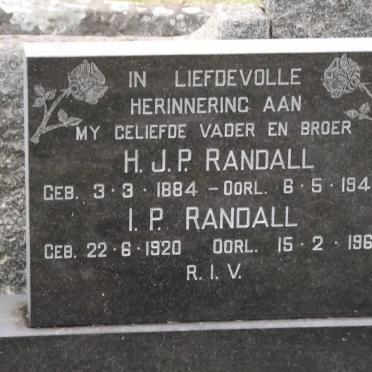 IN LIEFDEVOLLE
HERINNERING AAN
MY GELIEFDE VADER EN BROER
H.J.P. RANDALL
GEB. 3·3·1884 – OORL. 6·5·194
I.P. RANDALL
GEB. 22·6·1920 OORL. 15·2·196
R.I.V.